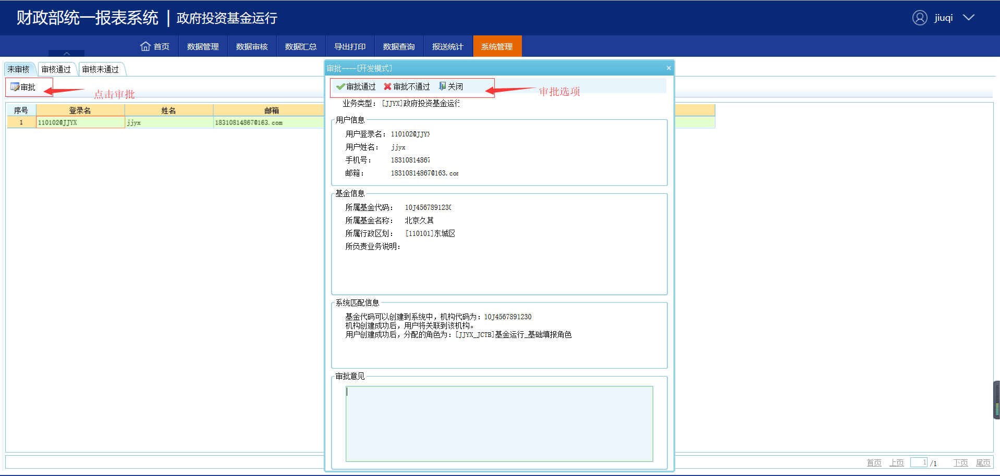 财政部统一报表系统 | 政府投资基金运行
jiuqi
首页 数据管理 数据审核 数据汇总 导出打印 数据查询 报送统计 系统管理
未审核 审核通过 审核未通过
审批
点击审批
序号 登录名 姓名 邮箱
1 110102@JJYX jjyx 18310814867@163.com
审批----[开发模式] ×
审批通过 审批不通过 关闭
审批选项
业务类型： [JJYX]政府投资基金运行
用户信息
用户登录名： 110102@JJYX
用户姓名： jjyx
手机号： 18310814867
邮箱： 18310814867@163.com
基金信息
所属基金代码： 10J4567891230
所属基金名称： 北京久其
所属行政区划： [110101]东城区
所负责业务说明：
系统匹配信息
基金代码可以创建到系统中，机构代码为：10J4567891230
机构创建成功后，用户将关联到该机构。
用户创建成功后，分配的角色为：[JJYX_JCTB]基金运行_基础填报角色
审批意见
首页 上页 1 /1 下页 尾页